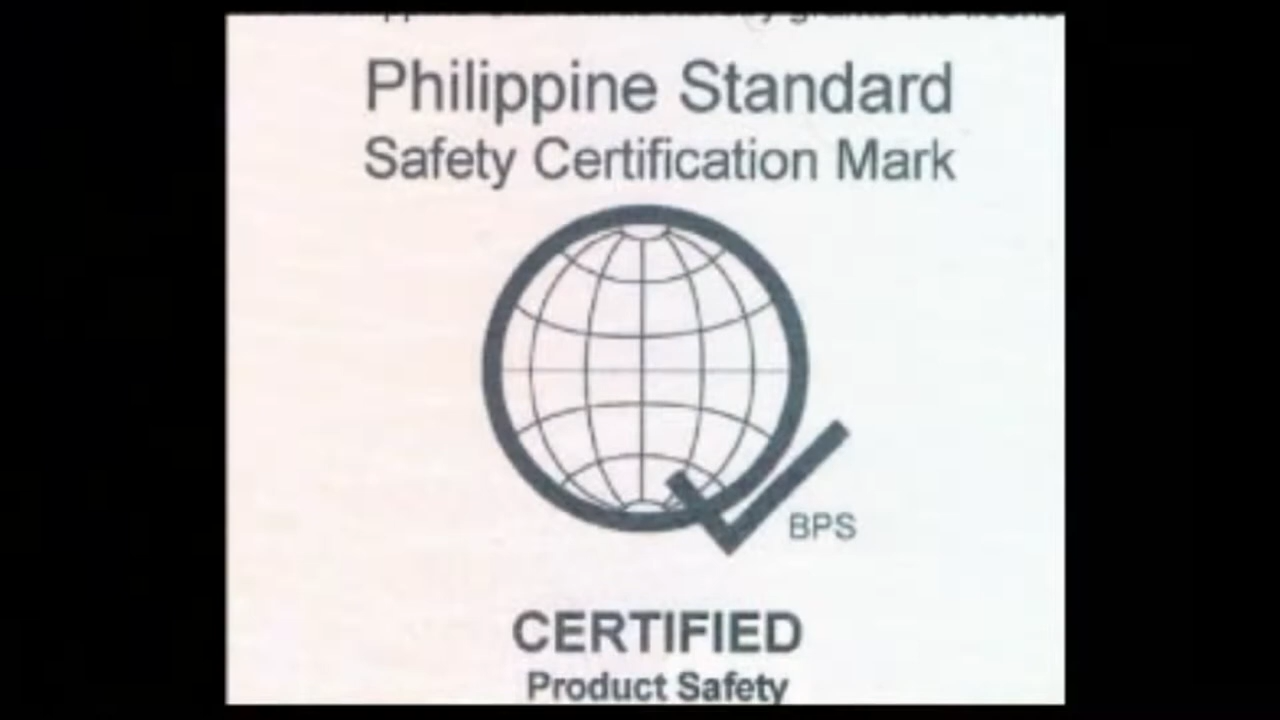 Philippine Standard
Safety Certification Mark
BPS
CERTIFIED
Product Safety